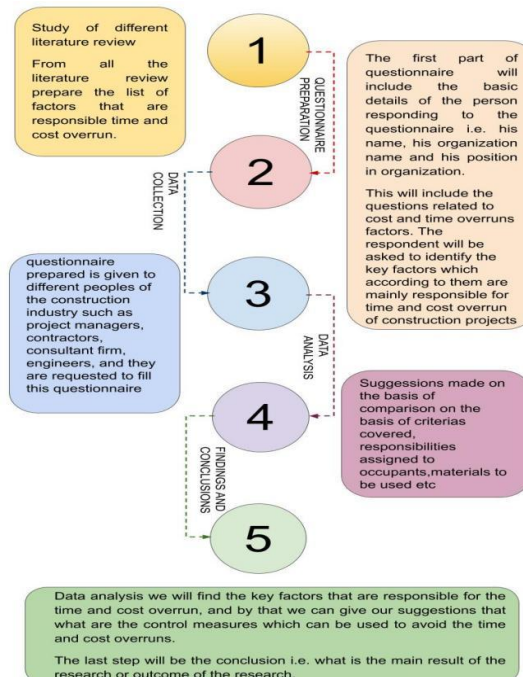 Study of different
literature review
From all the
literature review
prepare the list of
factors that are
responsible time and
cost overrun.
1
QUESTIONNAIRE
PREPARATION
The first part of
questionnaire will
include the basic
details of the person
responding to the
questionnaire i.e. his
name, his organization
name and his position
in organization.
This will include the
questions related to
cost and time overruns
factors. The
respondent will be
asked to identify the
key factors which
according to them are
mainly responsible for
time and cost overrun
of construction projects
2
DATA
COLLECTION
questionnaire
prepared is given to
different peoples of
the construction
industry such as
project managers,
contractors,
consultant firm,
engineers, and they
are requested to fill
this questionnaire
3
DATA
ANALYSIS
Suggessions made on
the basis of
comparison on the
basis of criterias
covered,
responsibilities
assigned to
occupants,materials to
be used etc
4
FINDINGS AND
CONCLUSIONS
5
Data analysis we will find the key factors that are responsible for the
time and cost overrun, and by that we can give our suggestions that
what are the control measures which can be used to avoid the time
and cost overruns.
The last step will be the conclusion i.e. what is the main result of the
research or outcome of the research.